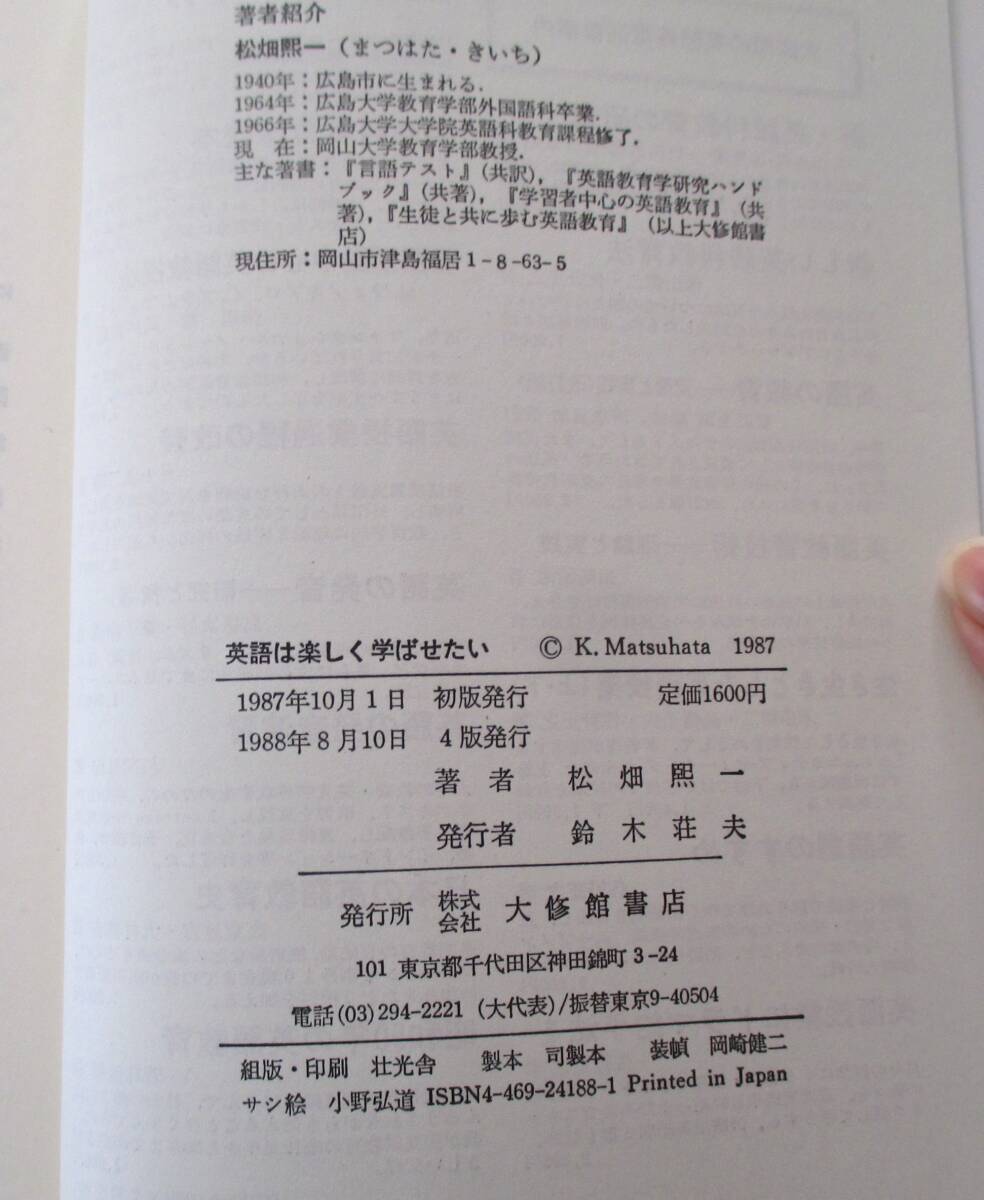 著者紹介
松畑熙一（まつはた・きいち）
1940年：広島市に生まれる．
1964年：広島大学教育学部外国語科卒業．
1966年：広島大学大学院英語科教育課程修了．
現　在：岡山大学教育学部教授．
主な著書：『言語テスト』（共訳），『英語教育学研究ハンド
ブック』（共著），『学習者中心の英語教育』（共
著），『生徒と共に歩む英語教育』（以上大修館書
店）
現住所：岡山市津島福居1-8-63-5
英語は楽しく学ばせたい　© K. Matsuhata 1987
1987年10月1日　初版発行　定価1600円
1988年8月10日　4版発行
著者　松畑熙一
発行者　鈴木荘夫
発行所　株式会社　大修館書店
101 東京都千代田区神田錦町3-24
電話(03)294-2221（大代表）/振替東京9-40504
組版・印刷　壮光舎　製本　司製本　装幀　岡崎健二
サシ絵　小野弘道 ISBN4-469-24188-1 Printed in Japan